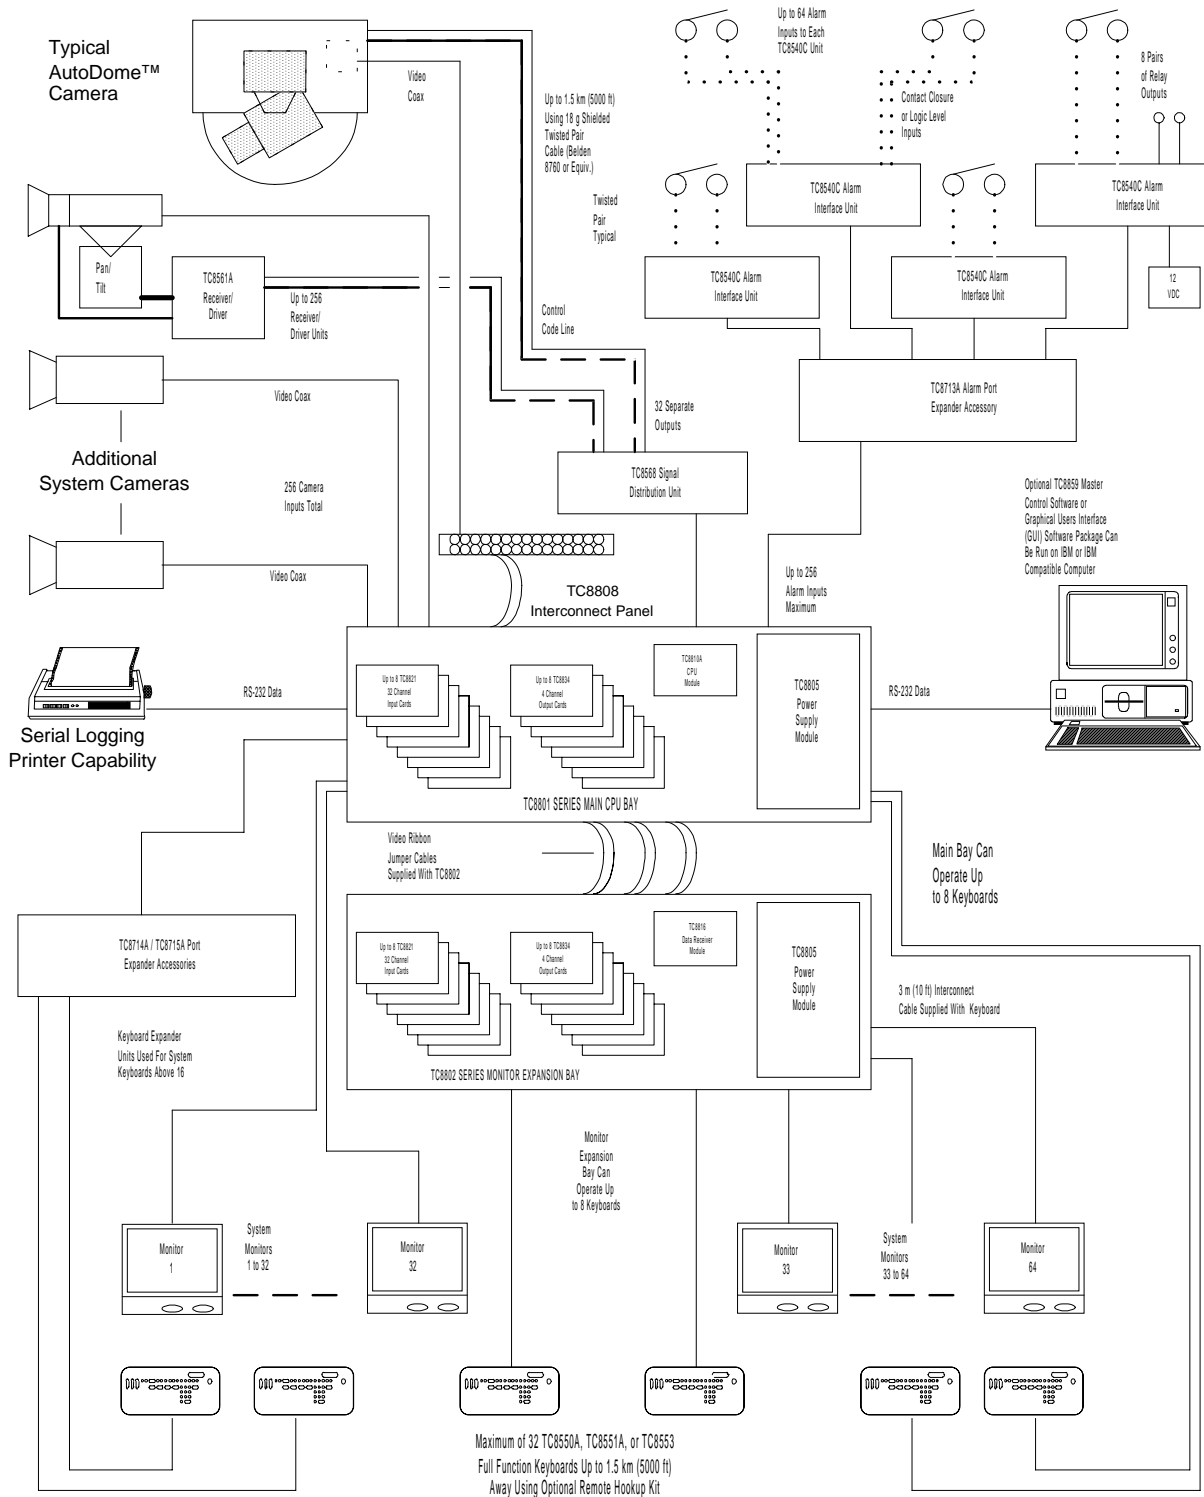 Typical
AutoDome™
Camera
Video
Coax
Up to 1.5 km (5000 ft)
Using 18 g Shielded
Twisted Pair
Cable (Belden
8760 or Equiv.)
Up to 64 Alarm
Inputs to Each
TC8540C Unit
8 Pairs
of Relay
Outputs
Contact Closure
or Logic Level
Inputs
Twisted
Pair
Typical
TC8540C Alarm
Interface Unit
TC8540C Alarm
Interface Unit
TC8540C Alarm
Interface Unit
TC8540C Alarm
Interface Unit
12
VDC
Pan/
Tilt
TC8561A
Receiver/
Driver
Up to 256
Receiver/
Driver Units
Control
Code Line
Video Coax
32 Separate
Outputs
TC8713A Alarm Port
Expander Accessory
Additional
System Cameras
256 Camera
Inputs Total
TC8568 Signal
Distribution Unit
Optional TC8859 Master
Control Software or
Graphical Users Interface
(GUI) Software Package Can
Be Run on IBM or IBM
Compatible Computer
Video Coax
TC8808
Interconnect Panel
Up to 256
Alarm Inputs
Maximum
Serial Logging
Printer Capability
RS-232 Data
Up to 8 TC8821
32 Channel
Input Cards
Up to 8 TC8834
4 Channel
Output Cards
TC8810A
CPU
Module
TC8805
Power
Supply
Module
RS-232 Data
TC8801 SERIES MAIN CPU BAY
Video Ribbon
Jumper Cables
Supplied With TC8802
Main Bay Can
Operate Up
to 8 Keyboards
TC8714A / TC8715A Port
Expander Accessories
Up to 8 TC8821
32 Channel
Input Cards
Up to 8 TC8834
4 Channel
Output Cards
TC8816
Data Receiver
Module
TC8805
Power
Supply
Module
3 m (10 ft) Interconnect
Cable Supplied With Keyboard
TC8802 SERIES MONITOR EXPANSION BAY
Keyboard Expander
Units Used For System
Keyboards Above 16
Monitor
Expansion
Bay Can
Operate Up
to 8 Keyboards
Monitor
1
System
Monitors
1 to 32
Monitor
32
Monitor
33
System
Monitors
33 to 64
Monitor
64
Maximum of 32 TC8550A, TC8551A, or TC8553
Full Function Keyboards Up to 1.5 km (5000 ft)
Away Using Optional Remote Hookup Kit